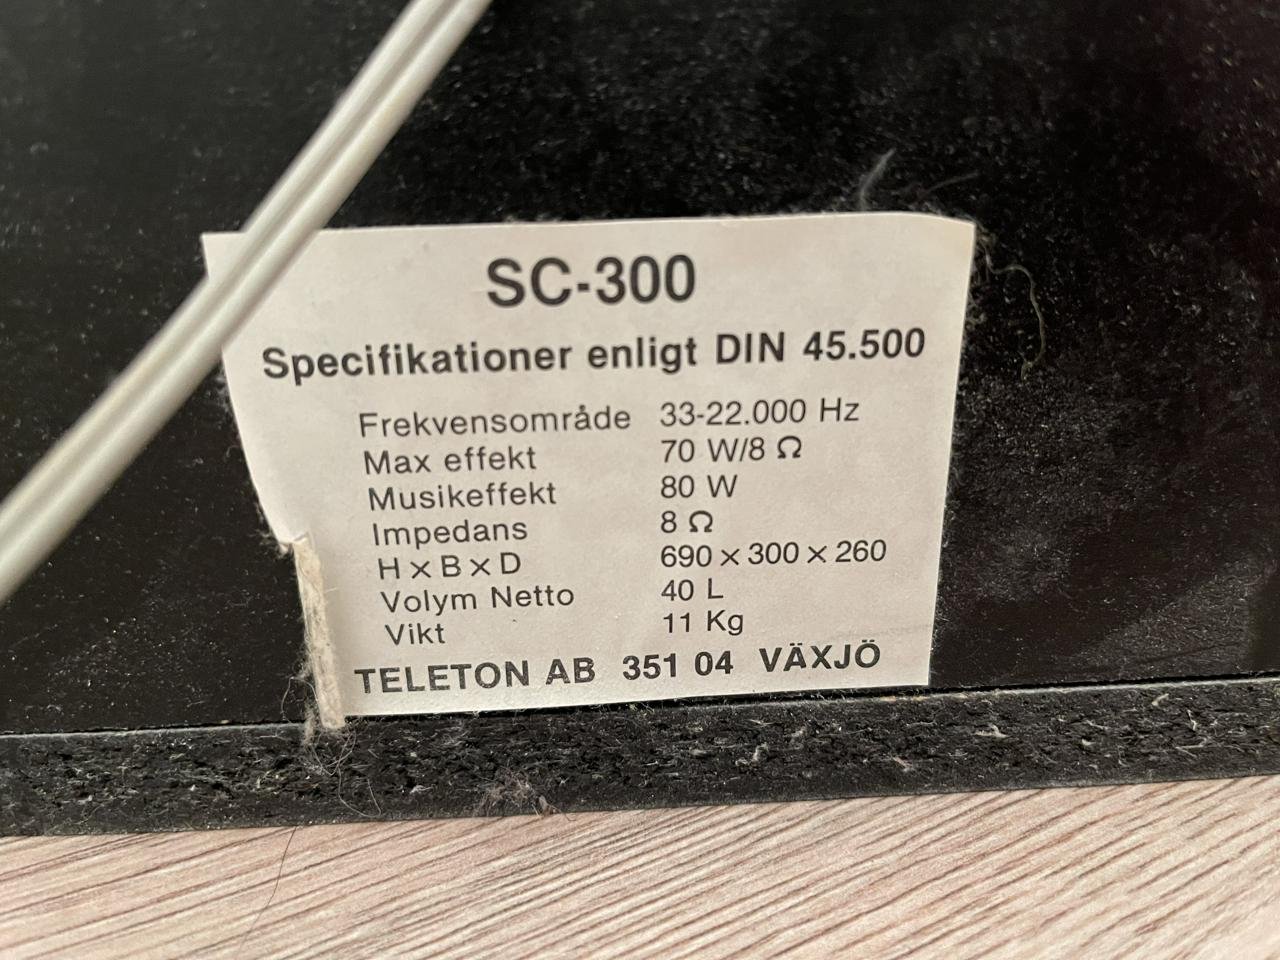 SC-300
Specifikationer enligt DIN 45.500
Frekvensområde 33-22.000 Hz
Max effekt 70 W/8 Ω
Musikeffekt 80 W
Impedans 8 Ω
H x B x D 690 × 300 × 260
Volym Netto 40 L
Vikt 11 Kg
TELETON AB 351 04 VÄXJÖ